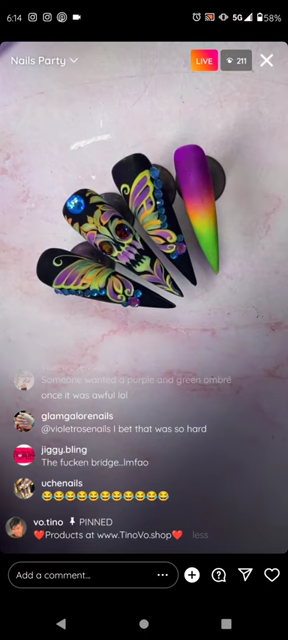 6:14
5G 58%
Nails Party
LIVE
211
Someone wanted a purple and green ombre
once it was awful lol
glamgalorenails
@violetrosenails I bet that was so hard
jiggy.bling
The fucken bridge..lmfao
uchenails
😂😂😂😂😂😂😂😂😂😂😂
vo.tino PINNED
❤️Products at www.TinoVo.shop❤️ less
Add a comment...